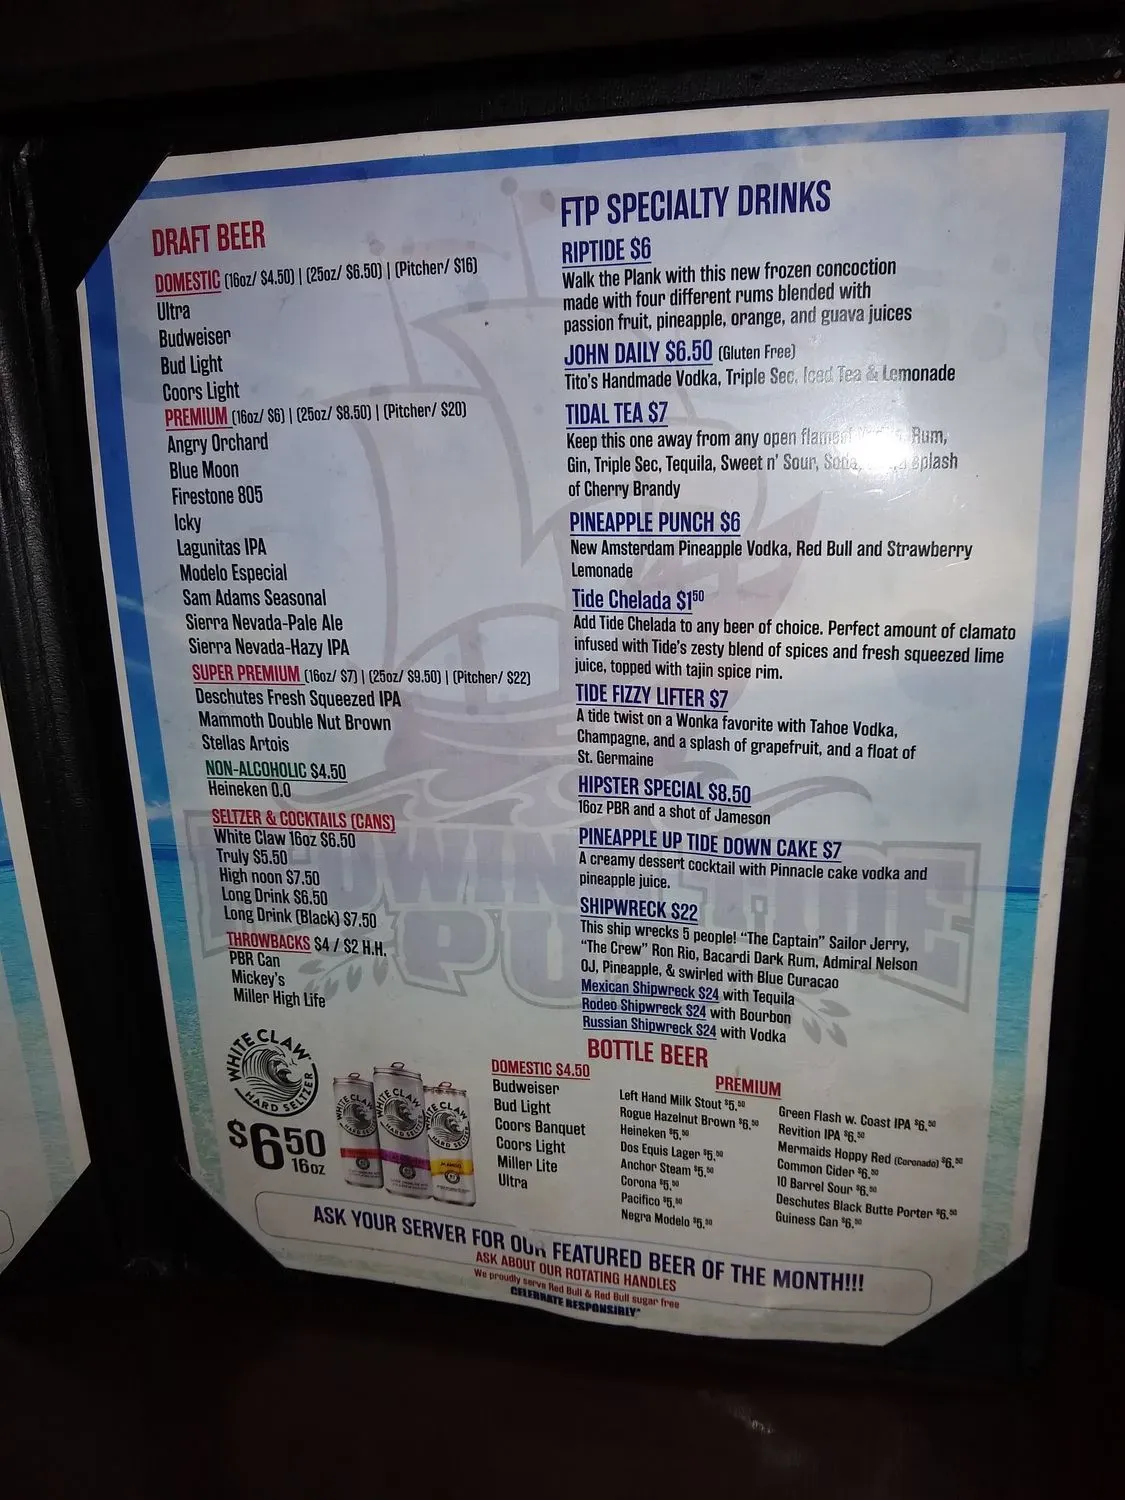 DRAFT BEER
DOMESTIC (16oz/ $4.50) | (25oz/ $6.50) | (Pitcher/ $16)
Ultra
Budweiser
Bud Light
Coors Light
PREMIUM (16oz/ $6) | (25oz/ $8.50) | (Pitcher/ $20)
Angry Orchard
Blue Moon
Firestone 805
Icky
Lagunitas IPA
Modelo Especial
Sam Adams Seasonal
Sierra Nevada-Pale Ale
Sierra Nevada-Hazy IPA
SUPER PREMIUM (16oz/ $7) | (25oz/ $9.50) | (Pitcher/ $22)
Deschutes Fresh Squeezed IPA
Mammoth Double Nut Brown
Stellas Artois
NON-ALCOHOLIC $4.50
Heineken 0.0
SELTZER & COCKTAILS (CANS)
White Claw 16oz $6.50
Truly $5.50
High noon $7.50
Long Drink $6.50
Long Drink (Black) $7.50
THROWBACKS $4 / $2 H.H.
PBR Can
Mickey's
Miller High Life
WHITE CLAW
HARD SELTZER
$6.50
16oz
WHITE CLAW
HARD SELTZER
WHITE CLAW
HARD SELTZER
WHITE CLAW
HARD SELTZER
MANGO
FTP SPECIALTY DRINKS
RIPTIDE $6
Walk the Plank with this new frozen concoction
made with four different rums blended with
passion fruit, pineapple, orange, and guava juices
JOHN DAILY $6.50 (Gluten Free)
Tito's Handmade Vodka, Triple Sec, Iced Tea & Lemonade
TIDAL TEA $7
Keep this one away from any open flames! Rum,
Gin, Triple Sec, Tequila, Sweet n' Sour, Soda, splash
of Cherry Brandy
PINEAPPLE PUNCH $6
New Amsterdam Pineapple Vodka, Red Bull and Strawberry
Lemonade
Tide Chelada $150
Add Tide Chelada to any beer of choice. Perfect amount of clamato
infused with Tide's zesty blend of spices and fresh squeezed lime
juice, topped with tajin spice rim.
TIDE FIZZY LIFTER $7
A tide twist on a Wonka favorite with Tahoe Vodka,
Champagne, and a splash of grapefruit, and a float of
St. Germaine
HIPSTER SPECIAL $8.50
16oz PBR and a shot of Jameson
PINEAPPLE UP TIDE DOWN CAKE $7
A creamy dessert cocktail with Pinnacle cake vodka and
pineapple juice.
SHIPWRECK $22
This ship wrecks 5 people! "The Captain" Sailor Jerry,
"The Crew" Ron Rio, Bacardi Dark Rum, Admiral Nelson
OJ, Pineapple, & swirled with Blue Curacao
Mexican Shipwreck $24 with Tequila
Rodeo Shipwreck $24 with Bourbon
Russian Shipwreck $24 with Vodka
BOTTLE BEER
DOMESTIC $4.50
Budweiser
Bud Light
Coors Banquet
Coors Light
Miller Lite
Ultra
PREMIUM
Left Hand Milk Stout $5.50
Rogue Hazelnut Brown $6.50
Heineken $5.50
Dos Equis Lager $5.50
Anchor Steam $5.50
Corona $5.50
Pacifico $5.50
Negra Modelo $5.50
Green Flash w. Coast IPA $6.50
Revition IPA $6.50
Mermaids Hoppy Red (Coronado) $6.50
Common Cider $6.50
10 Barrel Sour $6.50
Deschutes Black Butte Porter $6.50
Guiness Can $6.50
ASK YOUR SERVER FOR OUR FEATURED BEER OF THE MONTH!!!
ASK ABOUT OUR ROTATING HANDLES
We proudly serve Red Bull & Red Bull sugar free
CELEBRATE RESPONSIBLY*